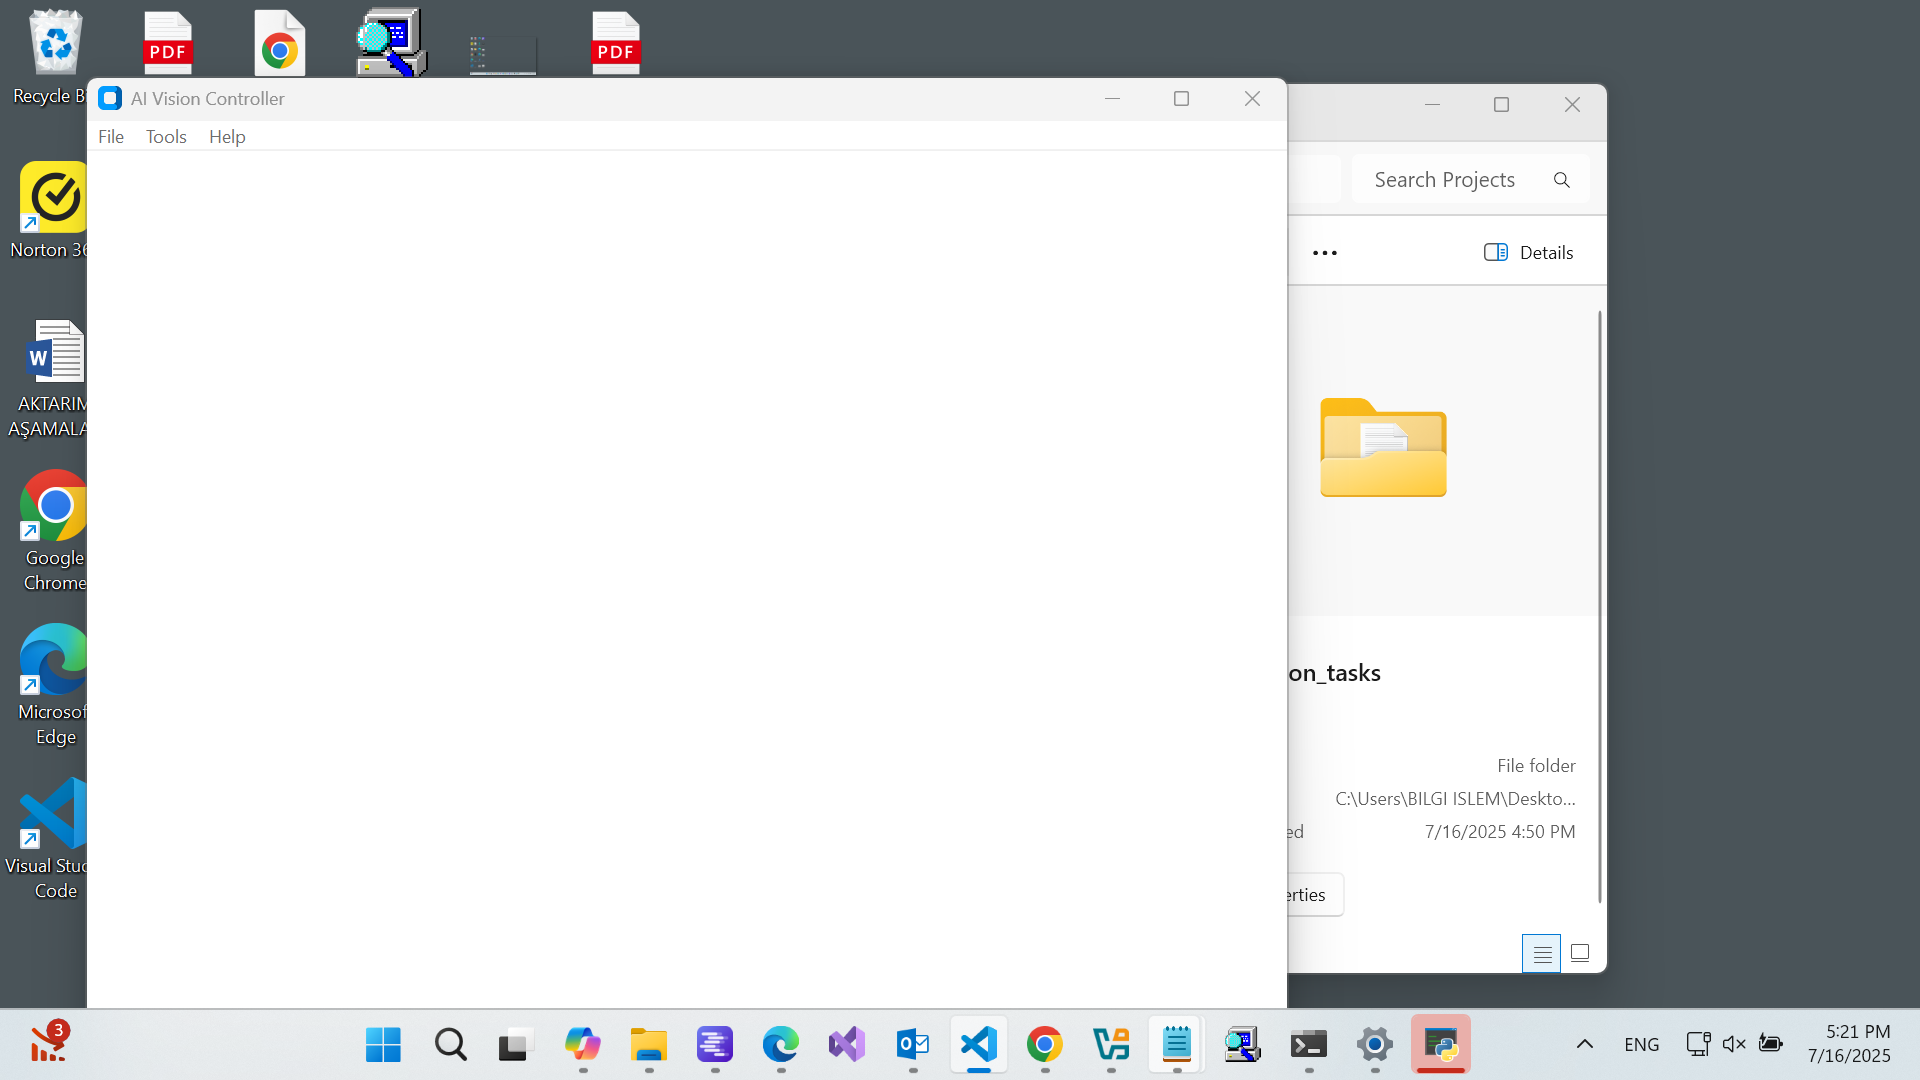 PDF
PDF
Recycle Bi
AI Vision Controller
File Tools Help
Search Projects
Details
Norton 36
W
AKTARIM
AŞAMALA
Google
Chrome
on_tasks
Microsof
Edge
File folder
C:\Users\BILGI ISLEM\Deskto...
ed 7/16/2025 4:50 PM
Visual Stud
Code
erties
3
ENG
5:21 PM
7/16/2025